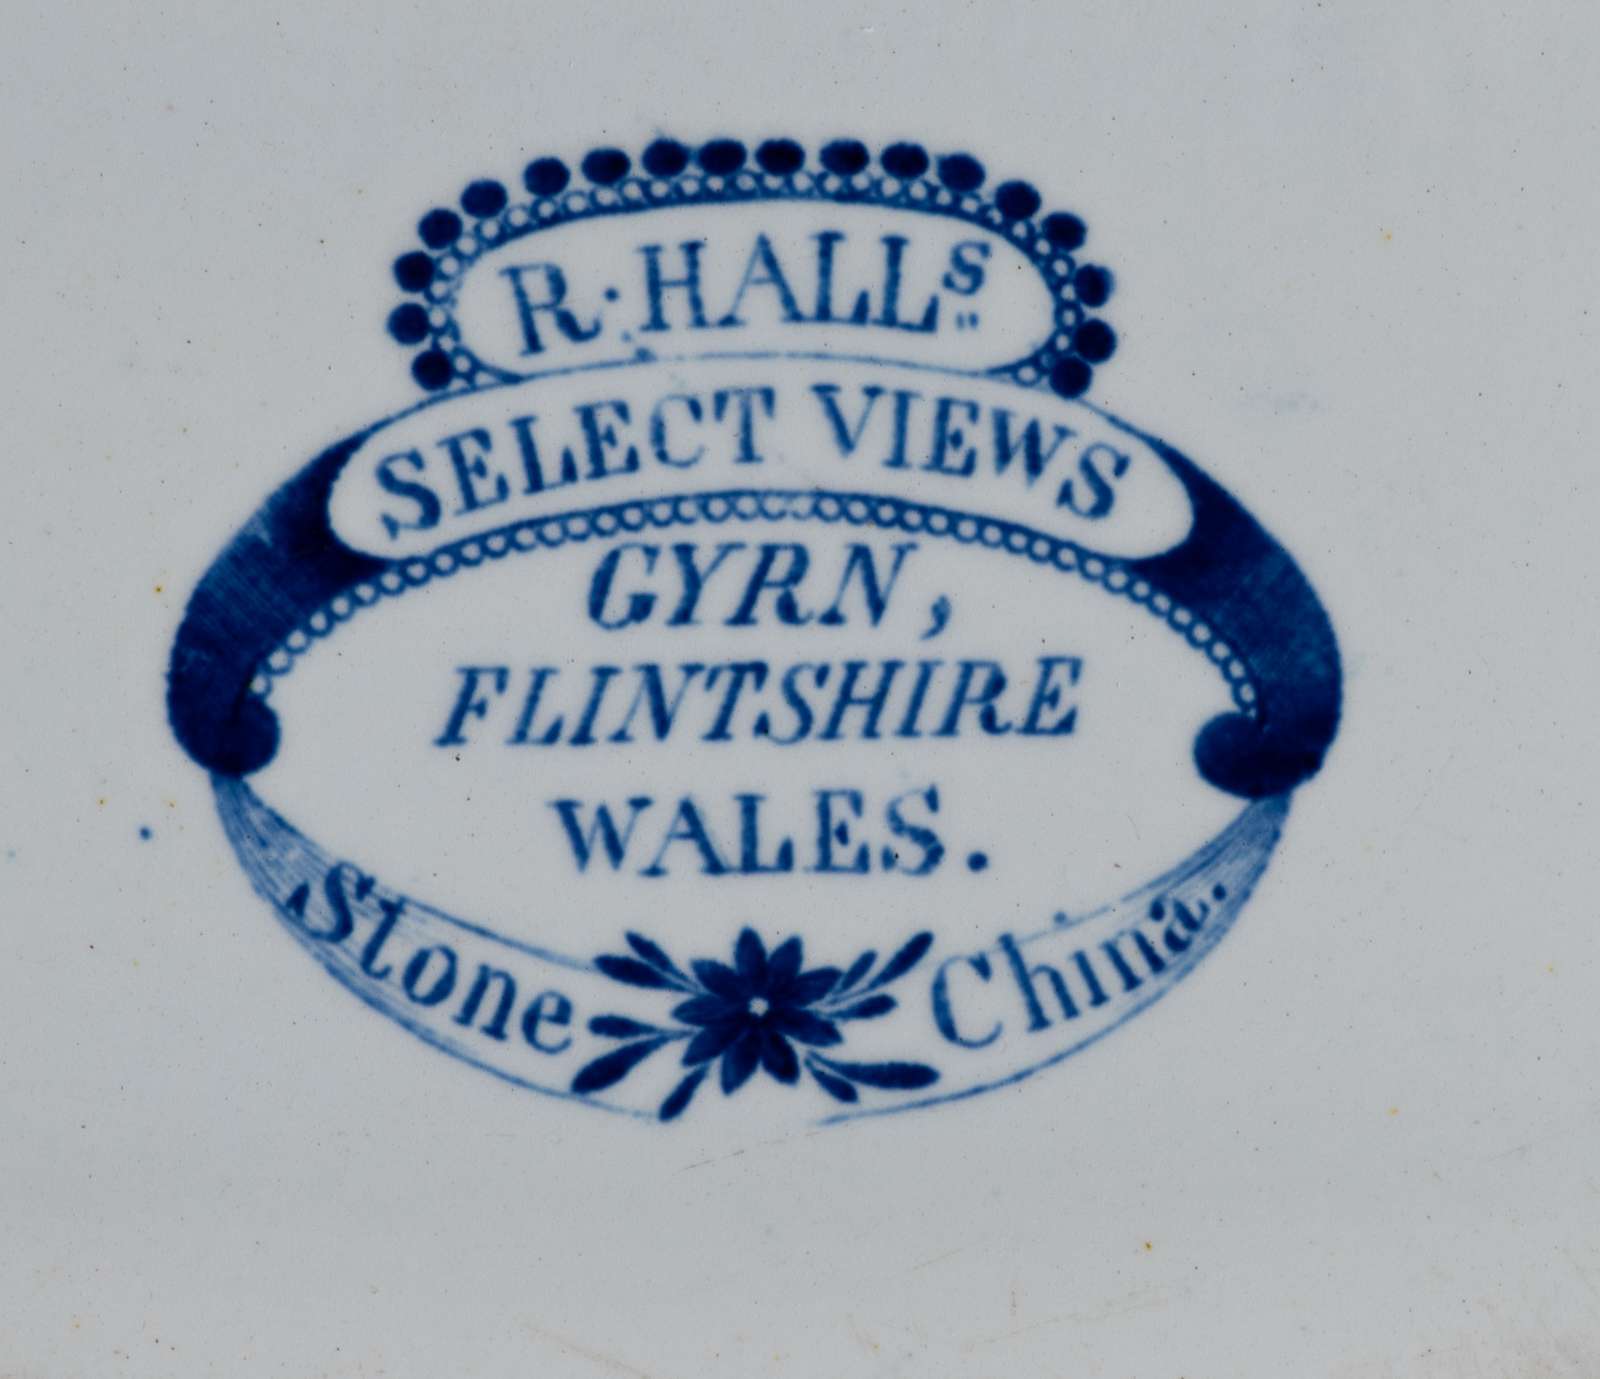 R·HALLS
SELECT VIEWS
GYRN,
FLINTSHIRE
WALES.
Stone China.